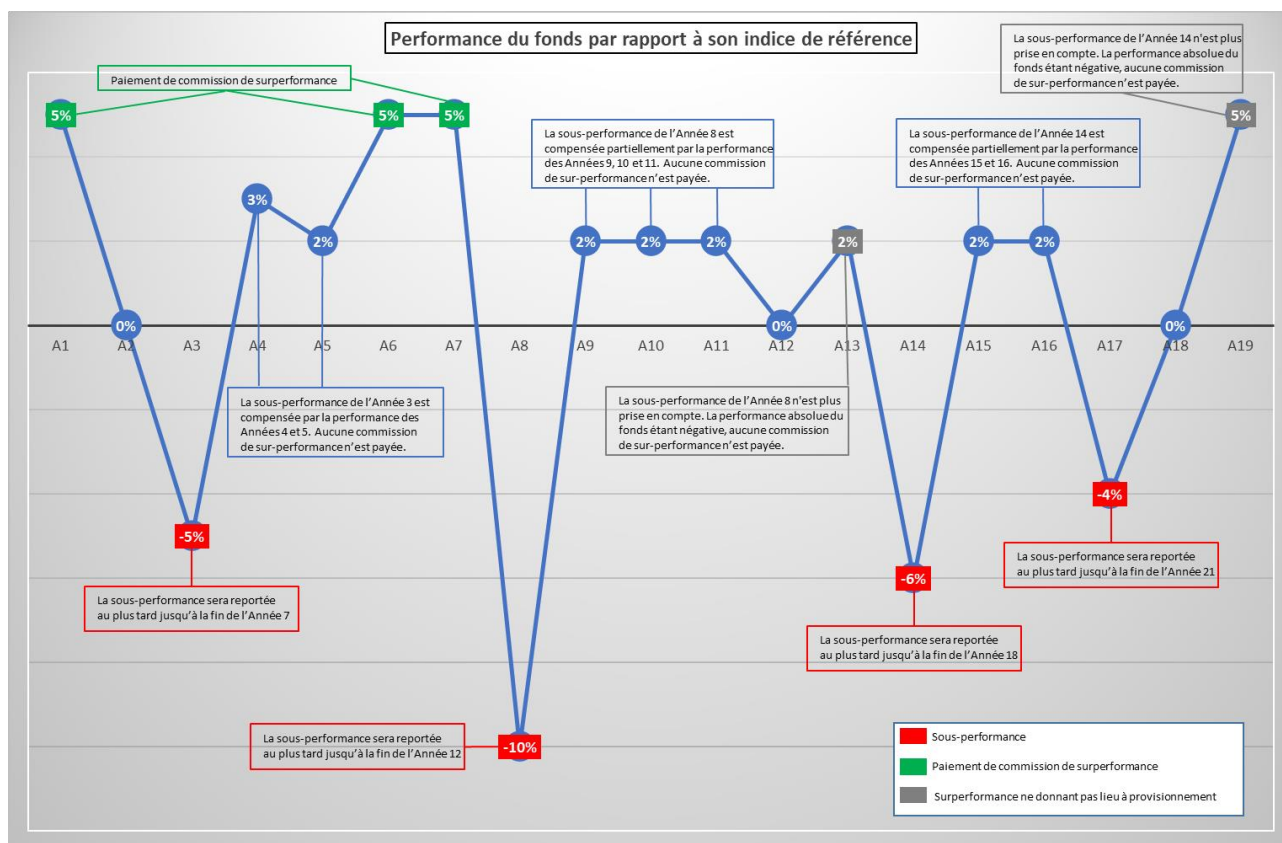 Performance du fonds par rapport à son indice de référence
La sous-performance de l'Année 14 n'est plus
prise en compte. La performance absolue du
fonds étant négative, aucune commission
de sur-performance n'est payée.
Paiement de commission de surperformance
5%
5%
5%
5%
La sous-performance de l'Année 8 est
compensée partiellement par la performance
des Années 9, 10 et 11. Aucune commission
de sur-performance n'est payée.
La sous-performance de l'Année 14 est
compensée partiellement par la performance
des Années 15 et 16. Aucune commission
de sur-performance n'est payée.
3%
2%
2%
2%
2%
2%
2%
2%
0%
0%
0%
A1 A2 A3 A4 A5 A6 A7 A8 A9 A10 A11 A12 A13 A14 A15 A16 A17 A18 A19
La sous-performance de l'Année 3 est
compensée par la performance des
Années 4 et 5. Aucune commission
de sur-performance n'est payée.
La sous-performance de l'Année 8 n'est plus
prise en compte. La performance absolue du
fonds étant négative, aucune commission
de sur-performance n'est payée.
-4%
-5%
La sous-performance sera reportée
au plus tard jusqu'à la fin de l'Année 21
-6%
La sous-performance sera reportée
au plus tard jusqu'à la fin de l'Année 7
La sous-performance sera reportée
au plus tard jusqu'à la fin de l'Année 18
La sous-performance sera reportée
au plus tard jusqu'à la fin de l'Année 12
-10%
Sous-performance
Paiement de commission de surperformance
Surperformance ne donnant pas lieu à provisionnement